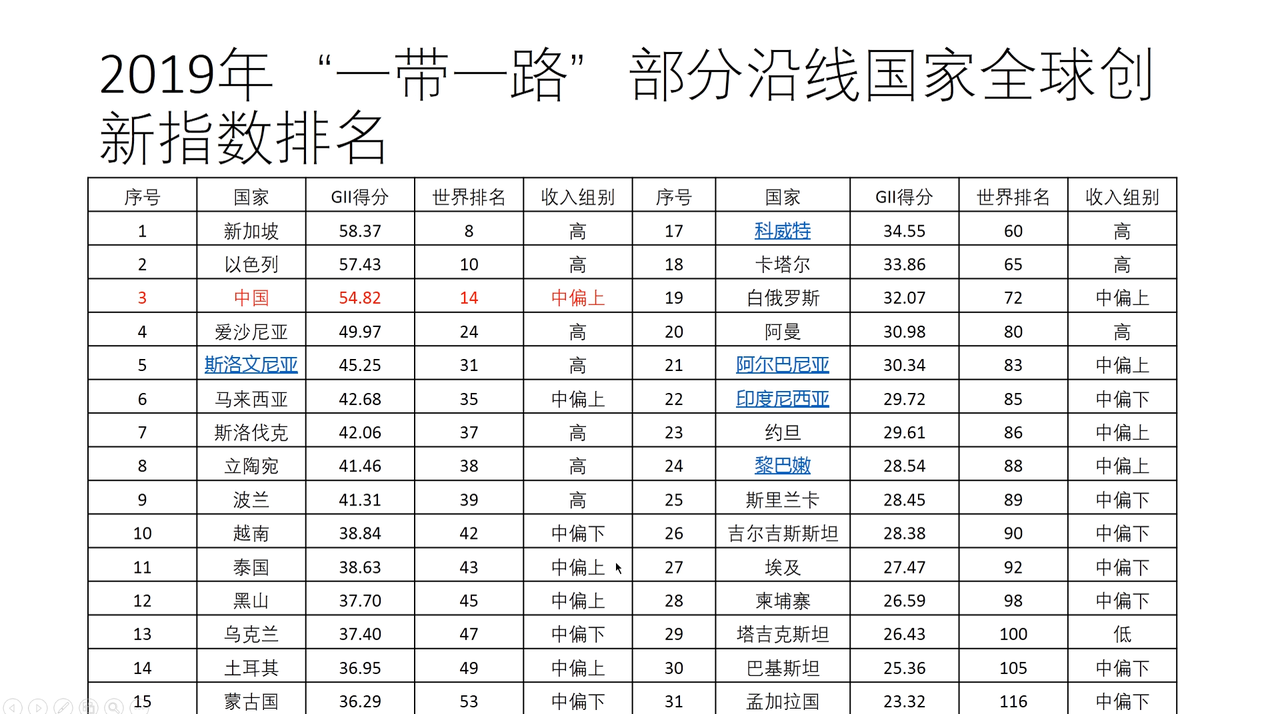 2019年 “一带一路” 部分沿线国家全球创
新指数排名
序号 国家 GII得分 世界排名 收入组别 序号 国家 GII得分 世界排名 收入组别
1 新加坡 58.37 8 高 17 科威特 34.55 60 高
2 以色列 57.43 10 高 18 卡塔尔 33.86 65 高
3 中国 54.82 14 中偏上 19 白俄罗斯 32.07 72 中偏上
4 爱沙尼亚 49.97 24 高 20 阿曼 30.98 80 高
5 斯洛文尼亚 45.25 31 高 21 阿尔巴尼亚 30.34 83 中偏上
6 马来西亚 42.68 35 中偏上 22 印度尼西亚 29.72 85 中偏下
7 斯洛伐克 42.06 37 高 23 约旦 29.61 86 中偏上
8 立陶宛 41.46 38 高 24 黎巴嫩 28.54 88 中偏上
9 波兰 41.31 39 高 25 斯里兰卡 28.45 89 中偏下
10 越南 38.84 42 中偏下 26 吉尔吉斯斯坦 28.38 90 中偏下
11 泰国 38.63 43 中偏上 27 埃及 27.47 92 中偏下
12 黑山 37.70 45 中偏上 28 柬埔寨 26.59 98 中偏下
13 乌克兰 37.40 47 中偏下 29 塔吉克斯坦 26.43 100 低
14 土耳其 36.95 49 中偏上 30 巴基斯坦 25.36 105 中偏下
15 蒙古国 36.29 53 中偏下 31 孟加拉国 23.32 116 中偏下